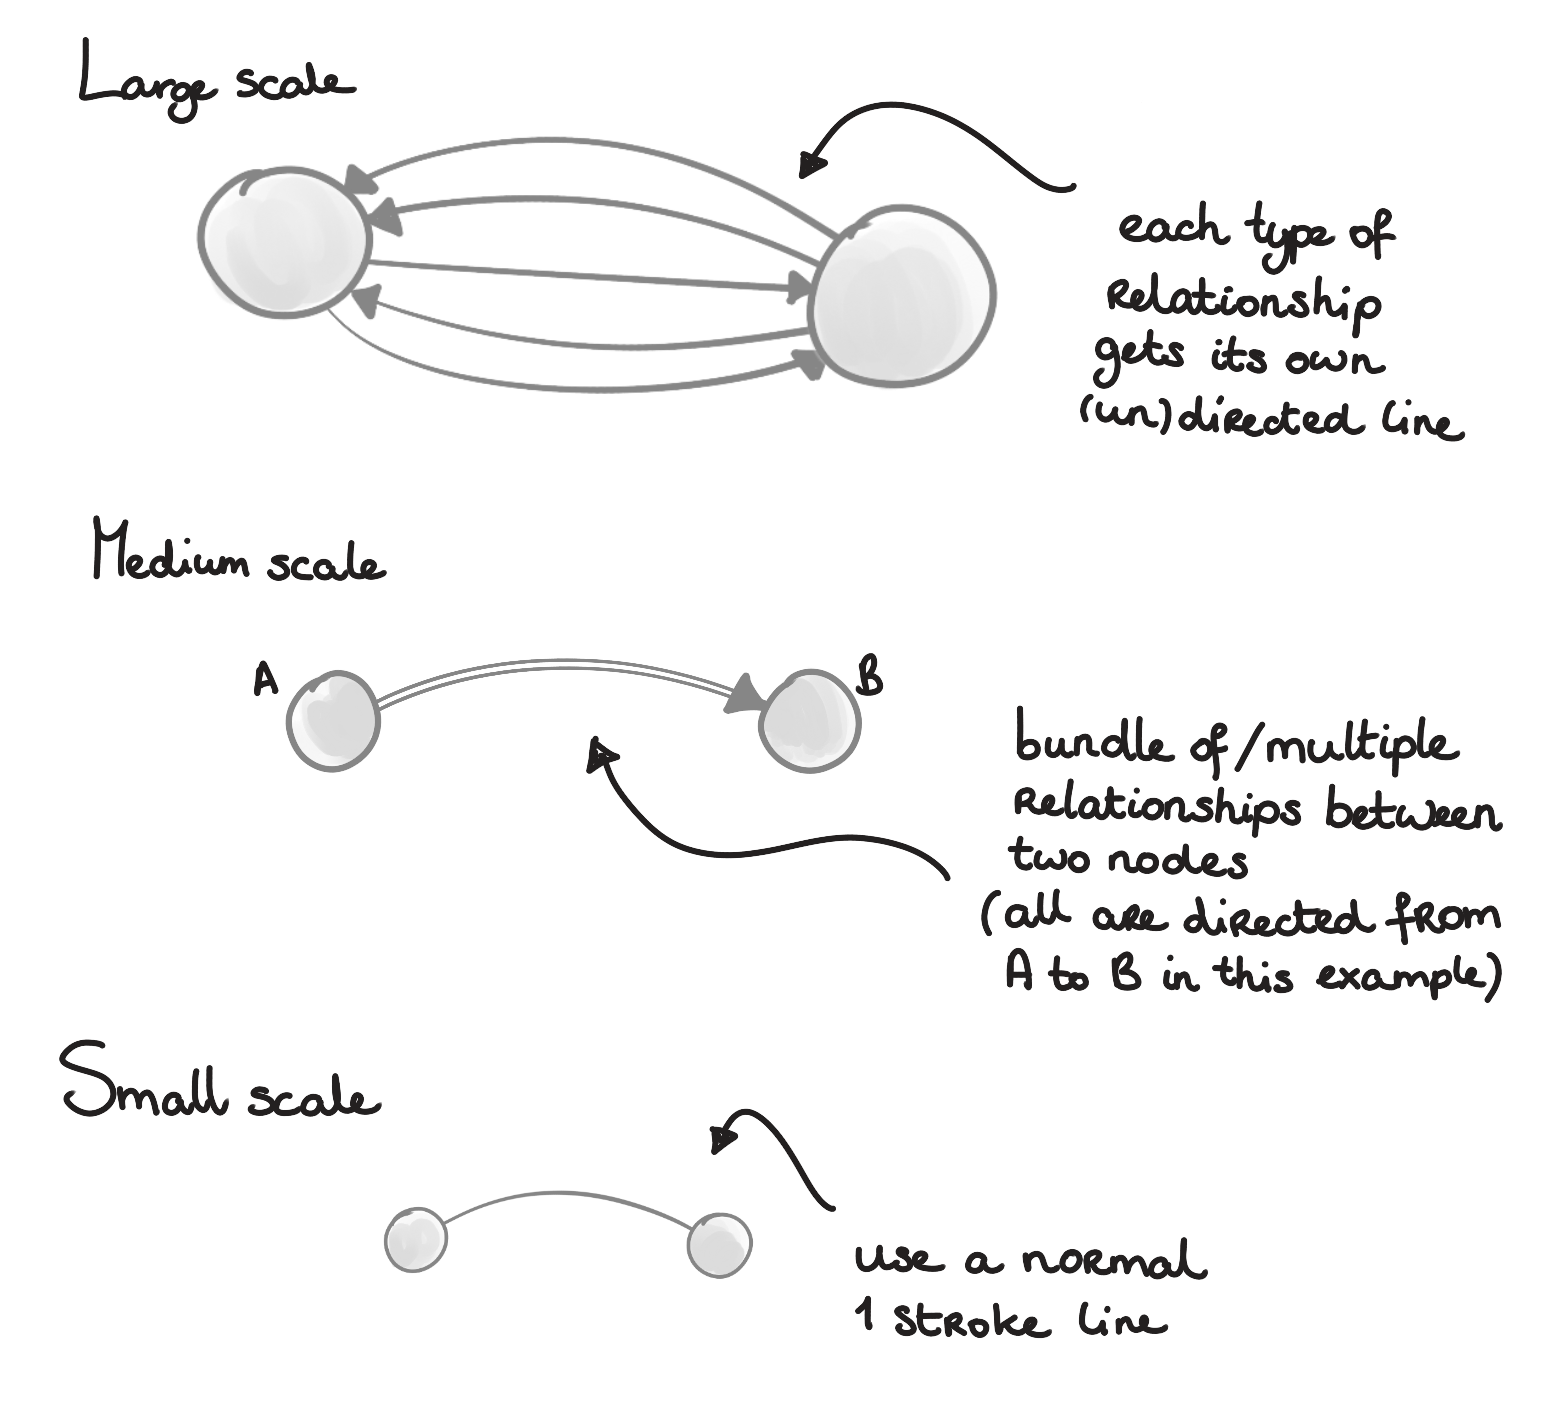 Large scale
each type of
relationship
gets its own
(un)directed line
Medium scale
A
B
bundle of/multiple
relationships between
two nodes
(all are directed from
A to B in this example)
Small scale
use a normal
1 stroke line